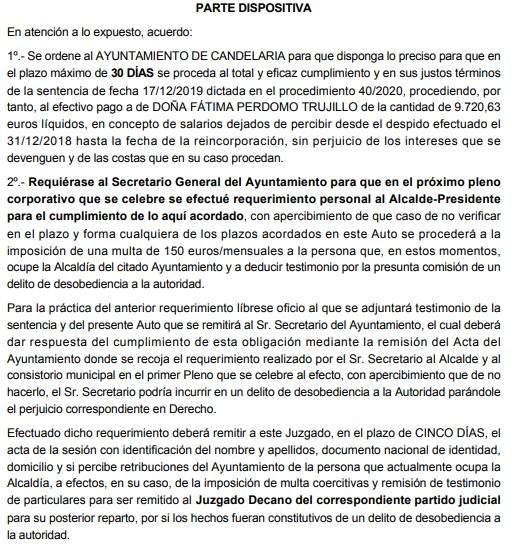 PARTE DISPOSITIVA
En atención a lo expuesto, acuerdo:
1º.- Se ordene al AYUNTAMIENTO DE CANDELARIA para que disponga lo preciso para que en
el plazo máximo de 30 DÍAS se proceda al total y eficaz cumplimiento y en sus justos términos
de la sentencia de fecha 17/12/2019 dictada en el procedimiento 40/2020, procediendo, por
tanto, al efectivo pago a de DOÑA FÁTIMA PERDOMO TRUJILLO de la cantidad de 9.720,63
euros líquidos, en concepto de salarios dejados de percibir desde el despido efectuado el
31/12/2018 hasta la fecha de la reincorporación, sin perjuicio de los intereses que se
devenguen y de las costas que en su caso procedan.
2º.- Requiérase al Secretario General del Ayuntamiento para que en el próximo pleno
corporativo que se celebre se efectué requerimiento personal al Alcalde-Presidente
para el cumplimiento de lo aquí acordado, con apercibimiento de que caso de no verificar
en el plazo y forma cualquiera de los plazos acordados en este Auto se procederá a la
imposición de una multa de 150 euros/mensuales a la persona que, en estos momentos,
ocupe la Alcaldía del citado Ayuntamiento y a deducir testimonio por la presunta comisión de un
delito de desobediencia a la autoridad.
Para la práctica del anterior requerimiento líbrese oficio al que se adjuntará testimonio de la
sentencia y del presente Auto que se remitirá al Sr. Secretario del Ayuntamiento, el cual deberá
dar respuesta del cumplimiento de esta obligación mediante la remisión del Acta del
Ayuntamiento donde se recoja el requerimiento realizado por el Sr. Secretario al Alcalde y al
consistorio municipal en el primer Pleno que se celebre al efecto, con apercibimiento que de no
hacerlo, el Sr. Secretario podría incurrir en un delito de desobediencia a la Autoridad parándole
el perjuicio correspondiente en Derecho.
Efectuado dicho requerimiento deberá remitir a este Juzgado, en el plazo de CINCO DÍAS, el
acta de la sesión con identificación del nombre y apellidos, documento nacional de identidad,
domicilio y si percibe retribuciones del Ayuntamiento de la persona que actualmente ocupa la
Alcaldía, a efectos, en su caso, de la imposición de multa coercitivas y remisión de testimonio
de particulares para ser remitido al Juzgado Decano del correspondiente partido judicial
para su posterior reparto, por si los hechos fueran constitutivos de un delito de desobediencia a
la autoridad.